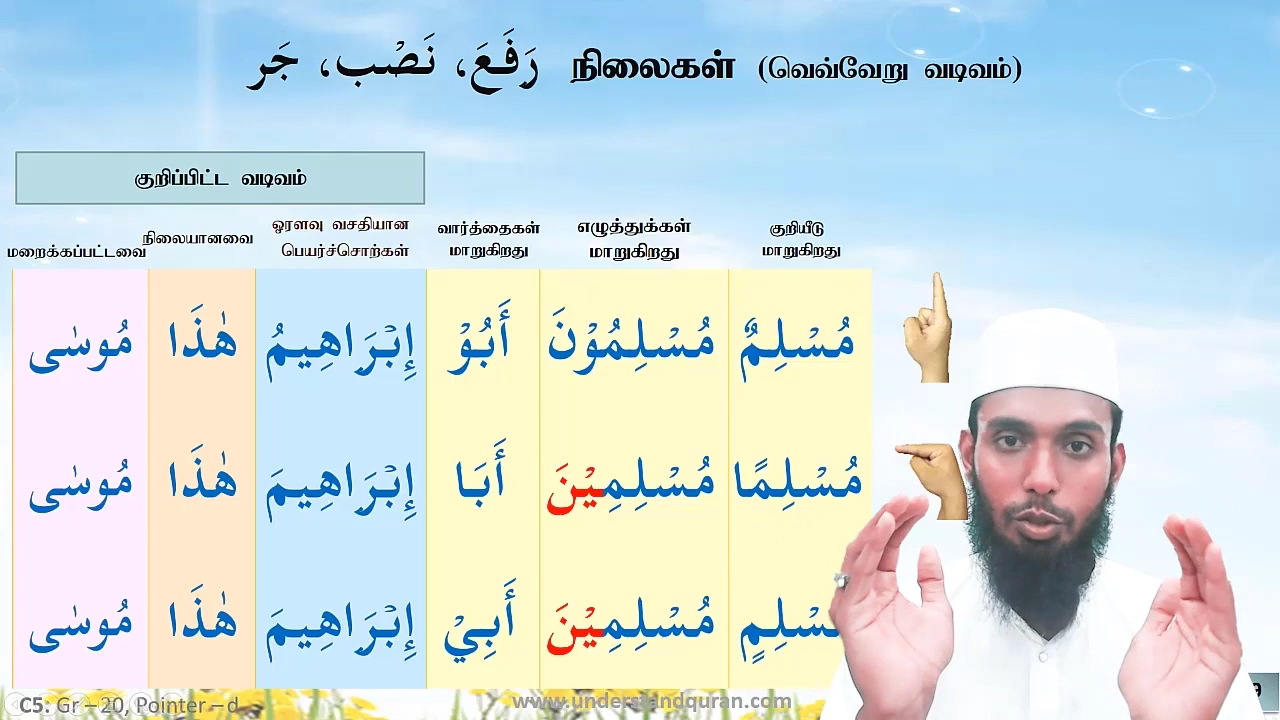 رَفَعَ، نَصْب، جَر நிலைகள் (வெவ்வேறு வடிவம்)
குறிப்பிட்ட வடிவம்
மறைக்கப்பட்டவை
நிலையானவை
ஓரளவு வசதியான
பெயர்ச்சொற்கள்
வார்த்தைகள்
மாறுகிறது
எழுத்துக்கள்
மாறுகிறது
குறியீடு
மாறுகிறது
مُسْلِمٌ مُسْلِمُوْنَ أَبُوْ إِبْرَاهِيمُ هٰذَا مُوسٰى
مُسْلِمًا مُسْلِمِيْنَ أَبَا إِبْرَاهِيمَ هٰذَا مُوسٰى
مُسْلِمٍ مُسْلِمِيْنَ أَبِيْ إِبْرَاهِيمَ هٰذَا مُوسٰى
C5: Gr – 20, Pointer – d
www.understandquran.com